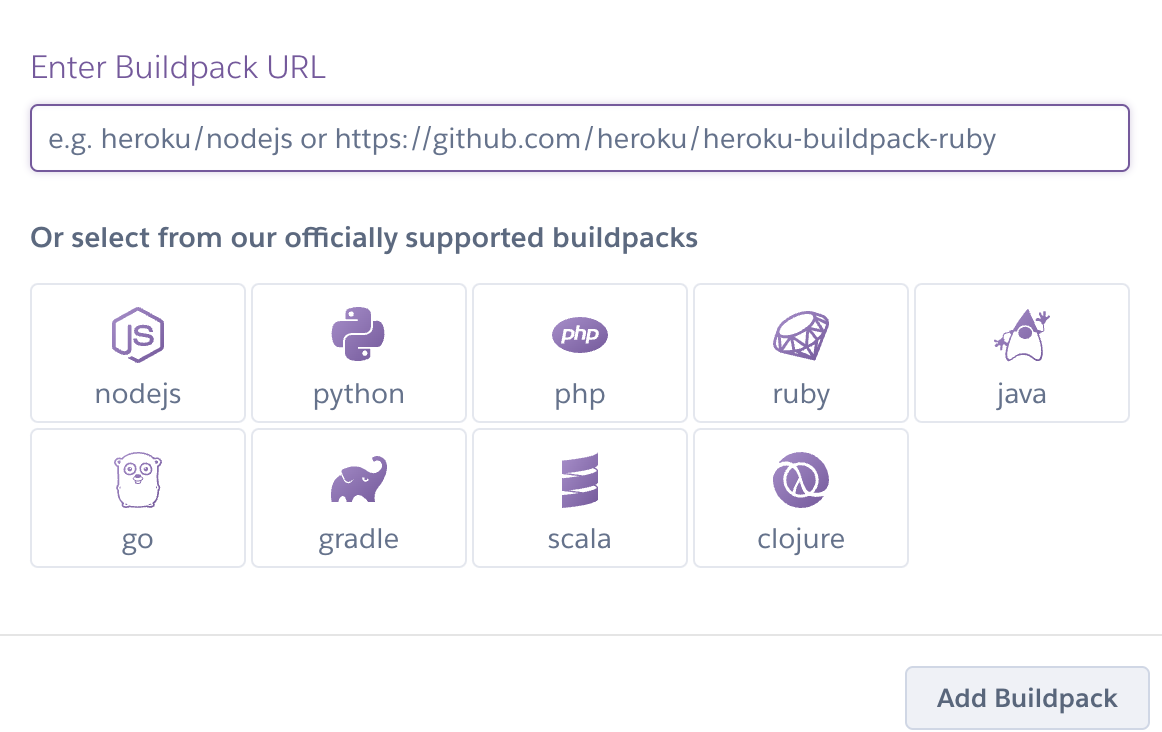 Enter Buildpack URL
e.g. heroku/nodejs or https://github.com/heroku/heroku-buildpack-ruby
Or select from our officially supported buildpacks
JS
php
nodejs python php ruby java
go gradle scala clojure
Add Buildpack